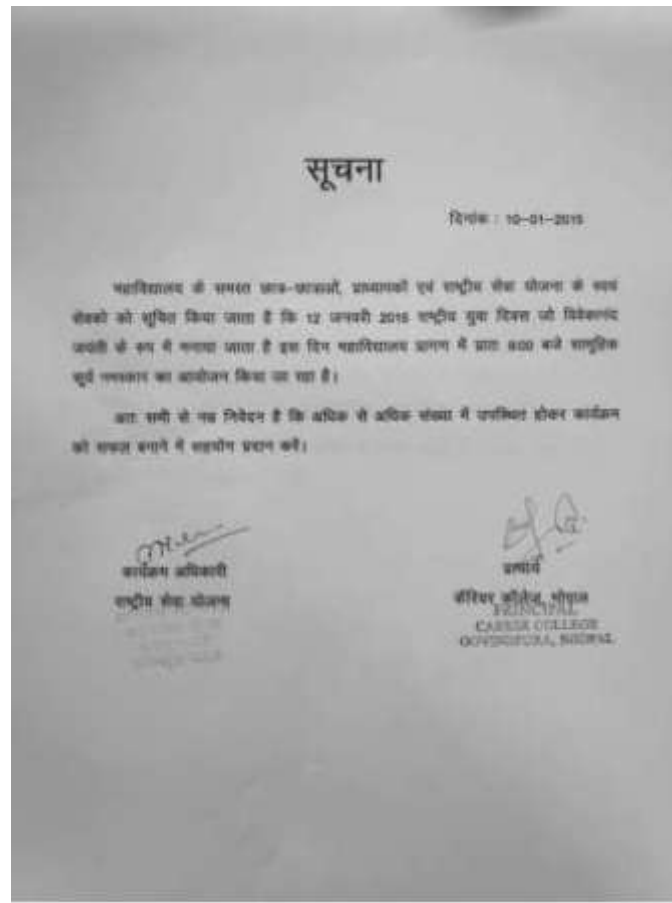 सूचना
दिनांक : 10-01-2015
महाविद्यालय के समस्त छात्र-छात्राओं, प्राध्यापकों एवं राष्ट्रीय सेवा योजना के स्वयं
सेवको को सूचित किया जाता है कि 12 जनवरी 2015 राष्ट्रीय युवा दिवस जो विवेकानंद
जयंती के रूप में मनाया जाता है इस दिन महाविद्यालय प्रागण में प्रातः 9:00 बजे सामूहिक
सूर्य नमस्कार का आयोजन किया जा रहा है।
अतः सभी से निवेदन है कि अधिक से अधिक संख्या में उपस्थित होकर कार्यक्रम
को सफल बनाने में सहयोग प्रदान करें।
कार्यक्रम अधिकारी
राष्ट्रीय सेवा योजना
प्राचार्य
कॅरियर कॉलेज, भोपाल
PRINCIPAL
CAREER COLLEGE
GOVINDPURA, BHOPAL